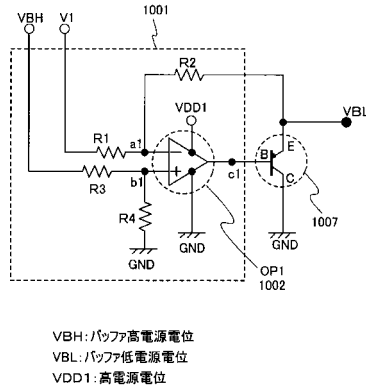 1001
VBH V1
R2
VDD1
VBL
R1
a1
B E
R3
b1
c1
C
R4
1007
GND GND GND
OP1
1002
VBH:バッファ高電源電位
VBL:バッファ低電源電位
VDD1:高電源電位